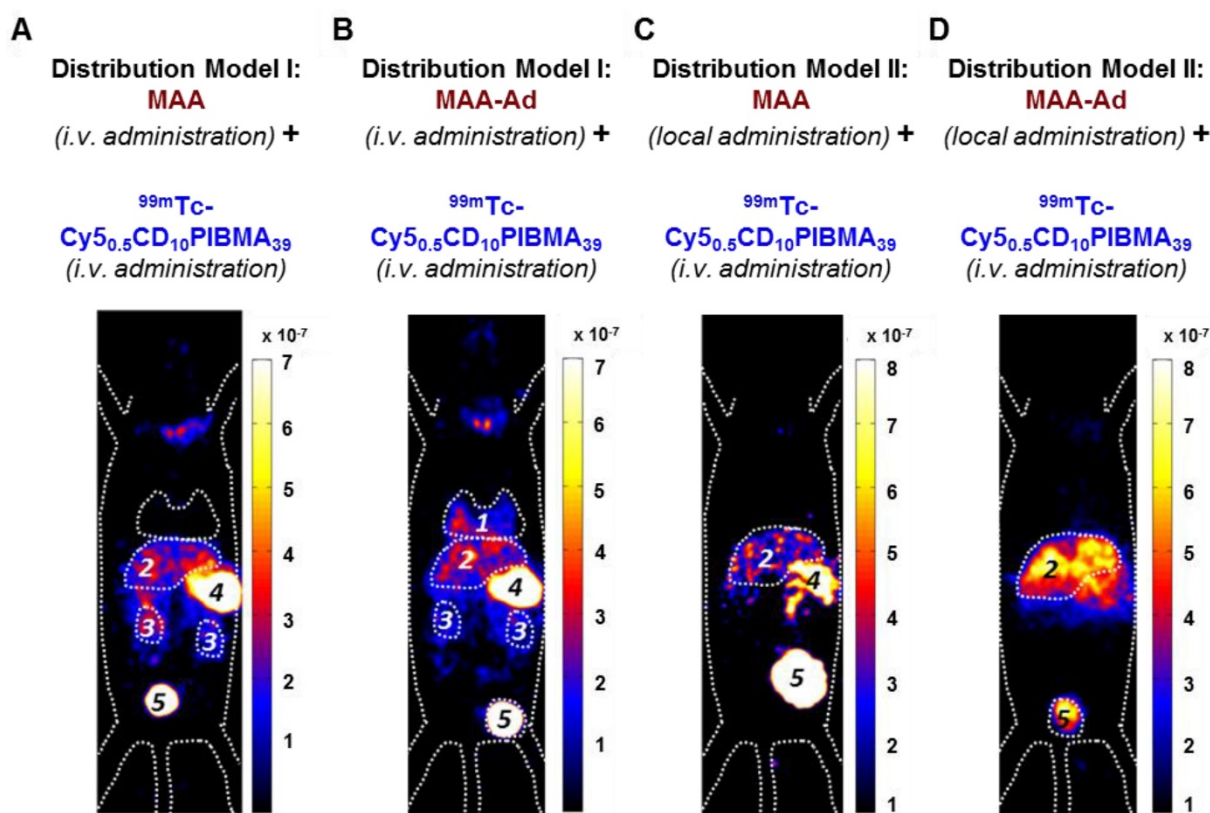 A
Distribution Model I:
MAA
(i.v. administration) +
99mTc-
Cy50.5CD10PIBMA39
(i.v. administration)
x 10-7
7
6
5
4
3
2
1
2
4
3
3
5
B
Distribution Model I:
MAA-Ad
(i.v. administration) +
99mTc-
Cy50.5CD10PIBMA39
(i.v. administration)
x 10-7
7
6
5
4
3
2
1
1
2
4
3
3
5
C
Distribution Model II:
MAA
(local administration) +
99mTc-
Cy50.5CD10PIBMA39
(i.v. administration)
x 10-7
8
7
6
5
4
3
2
1
2
4
5
D
Distribution Model II:
MAA-Ad
(local administration) +
99mTc-
Cy50.5CD10PIBMA39
(i.v. administration)
x 10-7
8
7
6
5
4
3
2
1
2
5